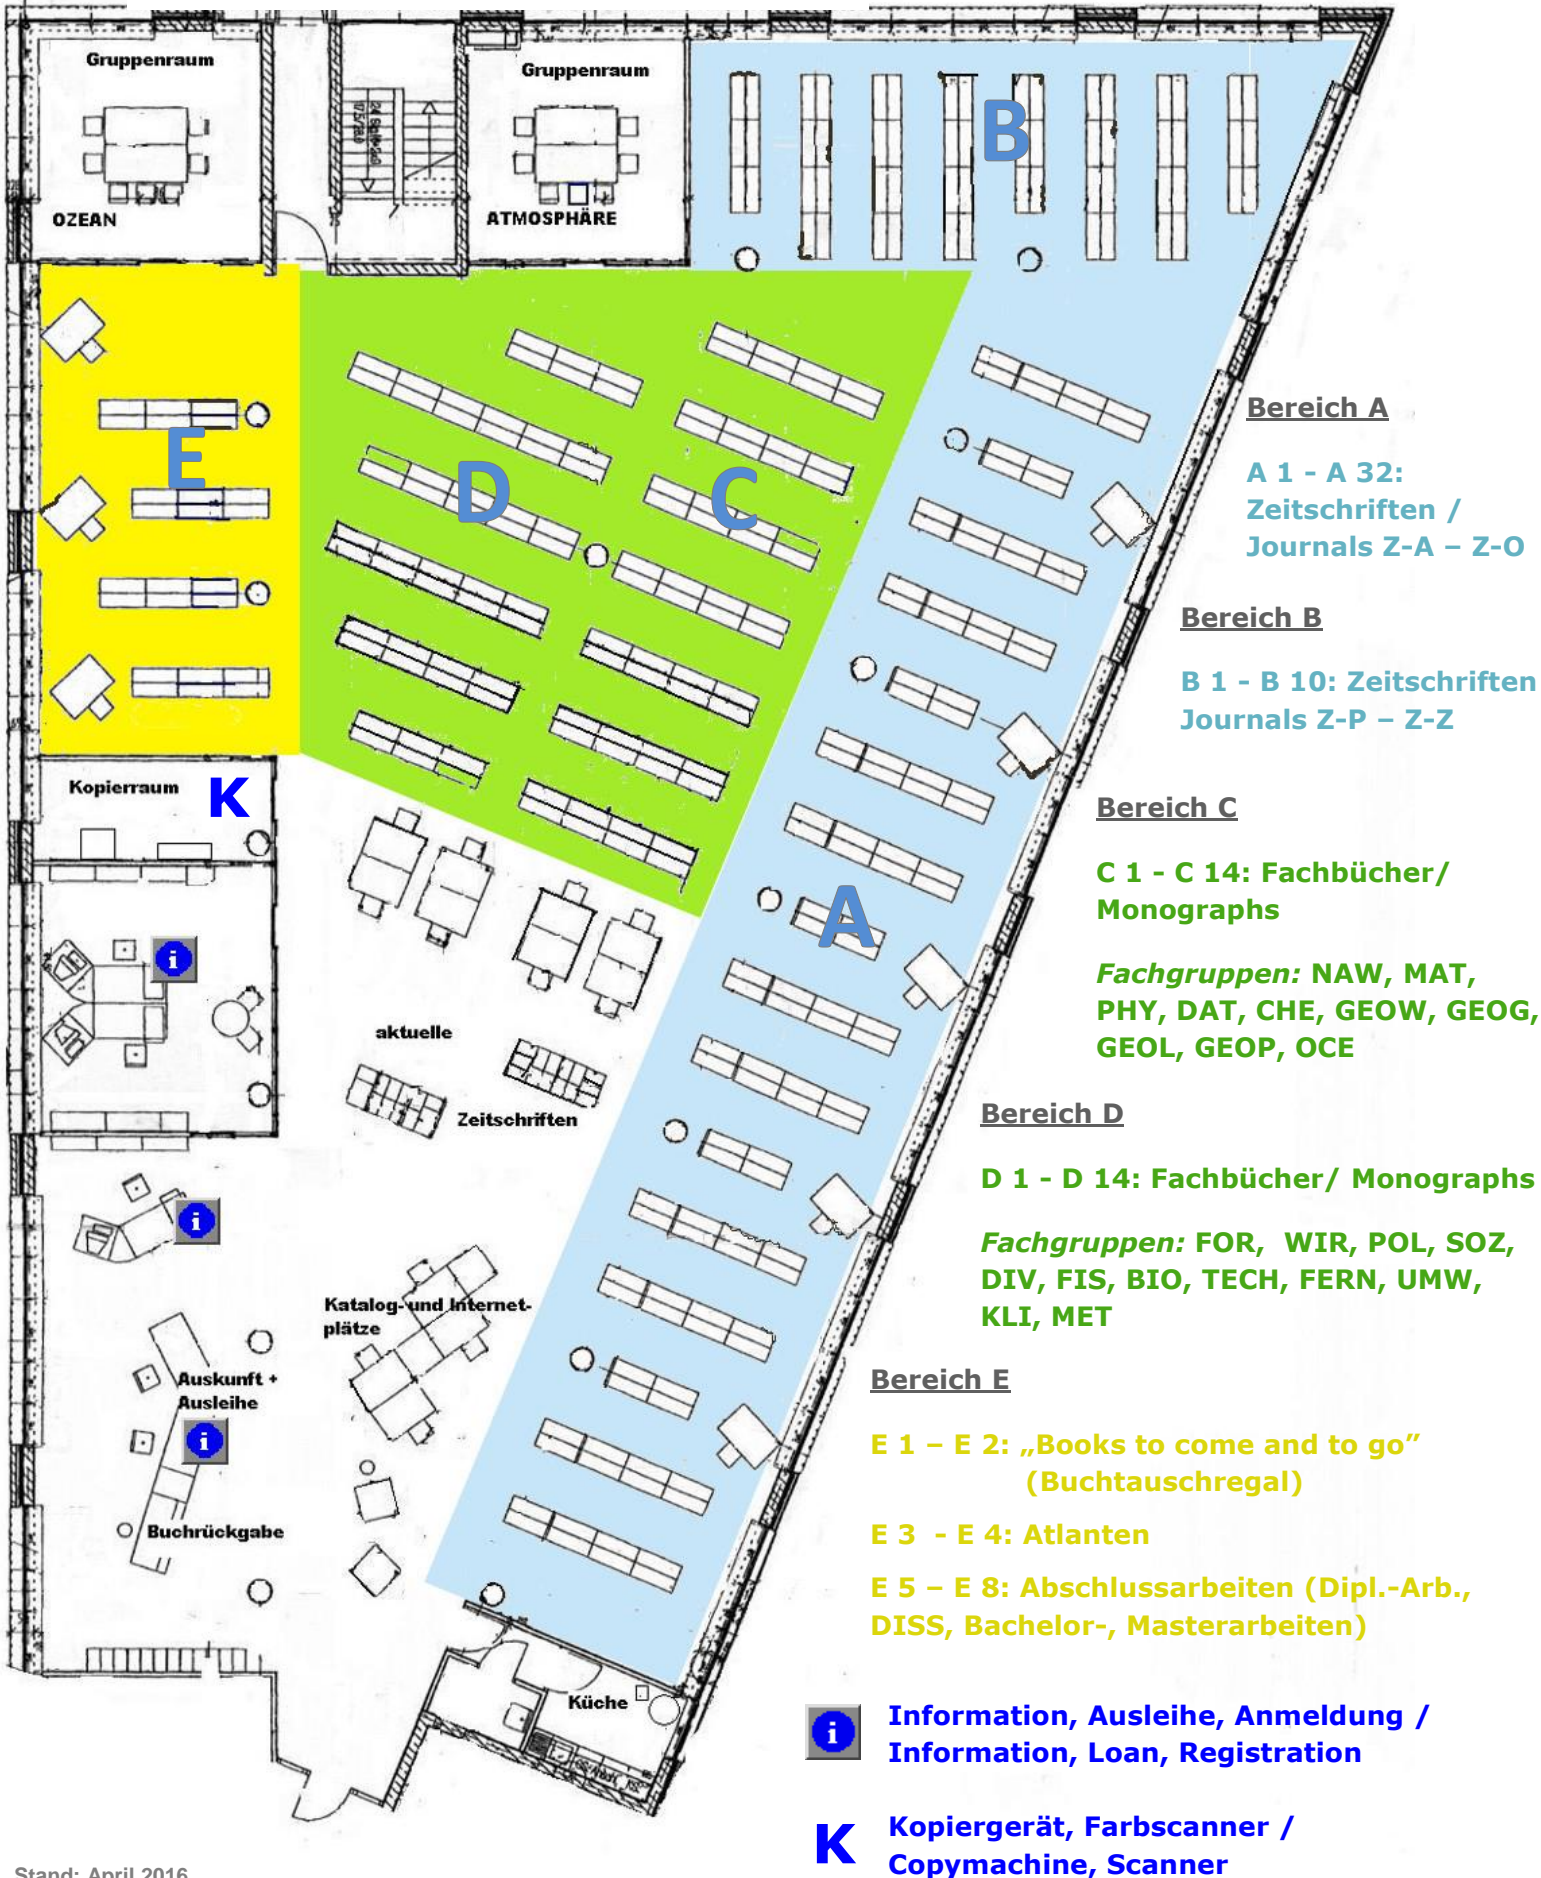 Gruppenraum
Gruppenraum
OZEAN
ATMOSPHÄRE
B
E
D
C
A
Kopierraum
K
i
aktuelle
Zeitschriften
i
Katalog- und Internet-
plätze
Auskunft +
Ausleihe
i
Buchrückgabe
Küche
Bereich A
A 1 - A 32:
Zeitschriften /
Journals Z-A – Z-O
Bereich B
B 1 - B 10: Zeitschriften
Journals Z-P – Z-Z
Bereich C
C 1 - C 14: Fachbücher/
Monographs
Fachgruppen: NAW, MAT,
PHY, DAT, CHE, GEOW, GEOG,
GEOL, GEOP, OCE
Bereich D
D 1 - D 14: Fachbücher/ Monographs
Fachgruppen: FOR, WIR, POL, SOZ,
DIV, FIS, BIO, TECH, FERN, UMW,
KLI, MET
Bereich E
E 1 – E 2: „Books to come and to go”
(Buchtauschregal)
E 3 - E 4: Atlanten
E 5 – E 8: Abschlussarbeiten (Dipl.-Arb.,
DISS, Bachelor-, Masterarbeiten)
i
Information, Ausleihe, Anmeldung /
Information, Loan, Registration
K
Kopiergerät, Farbscanner /
Copymachine, Scanner
Stand: April 2016